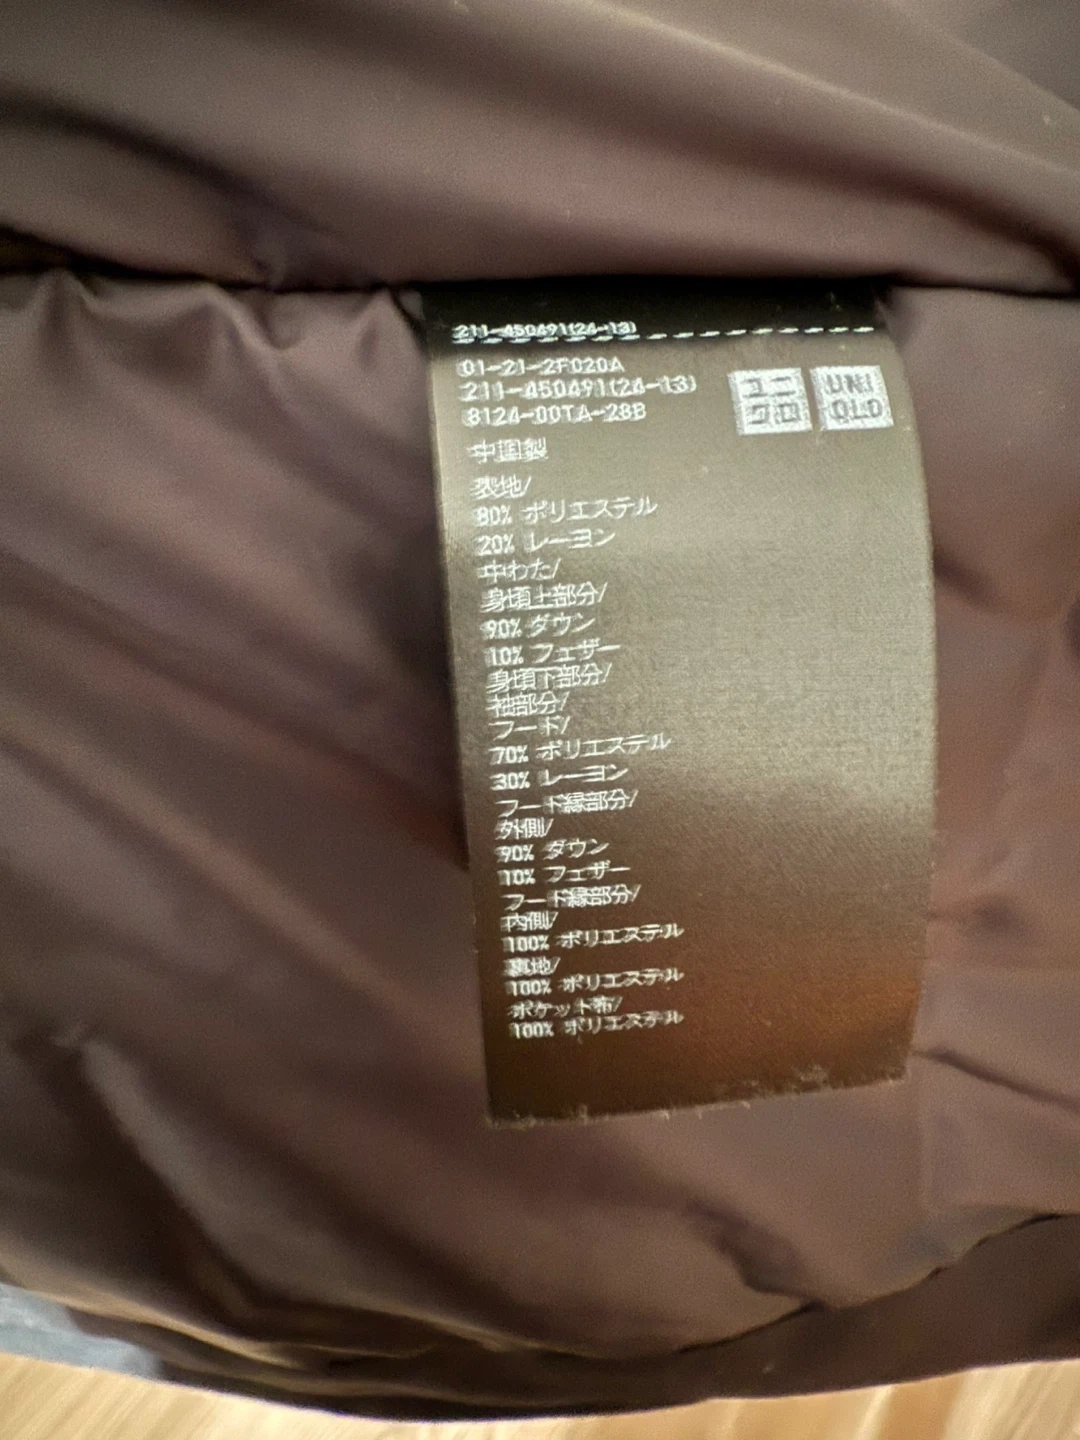 211-450491(24-13)
01-21-2F020A
211-450491(24-13)
8124-00TA-28B
ユニ
クロ
UNI
QLO
中国製
表地/
80% ポリエステル
20% レーヨン
中わた/
身頃上部分/
90% ダウン
10% フェザー
身頃下部分/
袖部分/
フード/
70% ポリエステル
30% レーヨン
フード縁部分/
外側/
90% ダウン
10% フェザー
フード縁部分/
内側/
100% ポリエステル
裏地/
100% ポリエステル
ポケット布/
100% ポリエステル